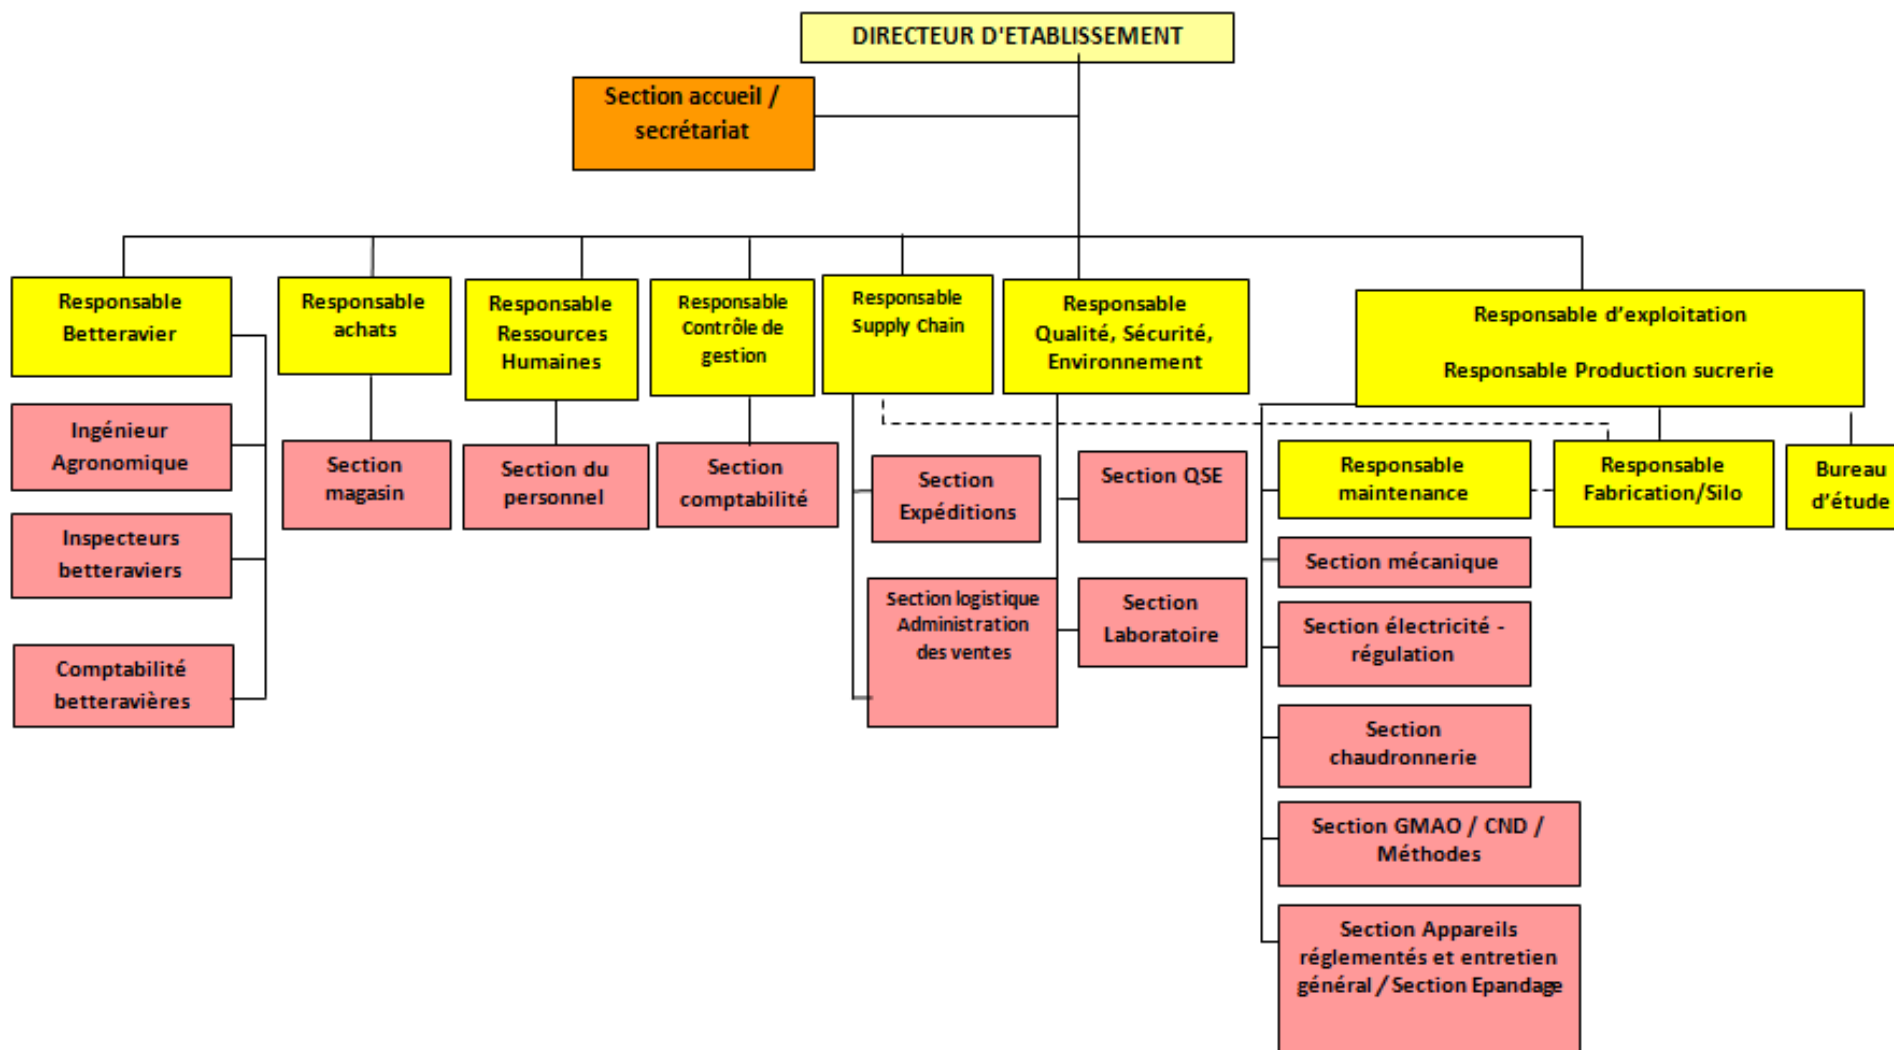 DIRECTEUR D'ETABLISSEMENT
Section accueil /
secrétariat
Responsable
Betteravier
Responsable
achats
Responsable
Ressources
Humaines
Responsable
Contrôle de
gestion
Responsable
Supply Chain
Responsable
Qualité, Sécurité,
Environnement
Responsable d’exploitation
Responsable Production sucrerie
Ingénieur
Agronomique
Inspecteurs
betteraviers
Comptabilité
betteravières
Section
magasin
Section du
personnel
Section
comptabilité
Section
Expéditions
Section logistique
Administration
des ventes
Section QSE
Section
Laboratoire
Responsable
maintenance
Responsable
Fabrication/Silo
Bureau
d’étude
Section mécanique
Section électricité -
régulation
Section
chaudronnerie
Section GMAO / CND /
Méthodes
Section Appareils
réglementés et entretien
général / Section Epandage